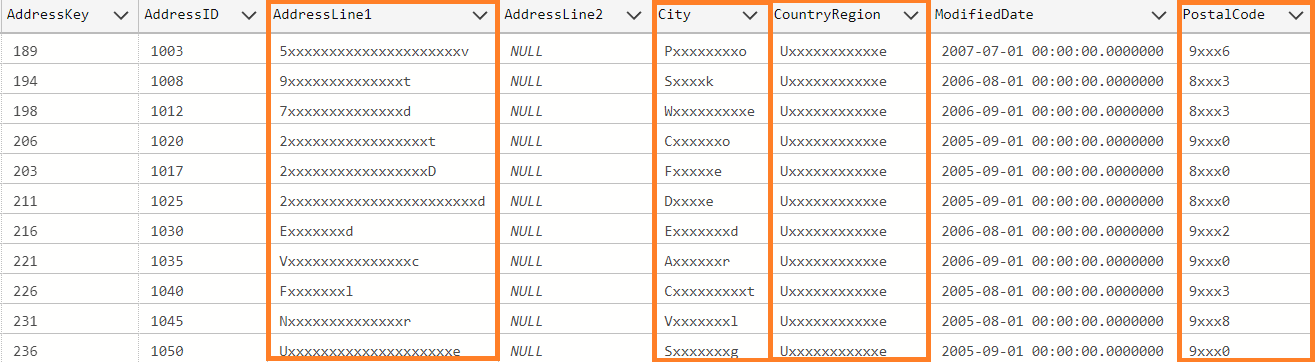 AddressKey AddressID AddressLine1 AddressLine2 City CountryRegion ModifiedDate PostalCode
189 1003 5xxxxxxxxxxxxxxxxxxxxxv NULL Pxxxxxxxxo Uxxxxxxxxxxxe 2007-07-01 00:00:00.0000000 9xxx6
194 1008 9xxxxxxxxxxxxxxt NULL Sxxxxk Uxxxxxxxxxxxe 2006-08-01 00:00:00.0000000 8xxx3
198 1012 7xxxxxxxxxxxxxxd NULL Wxxxxxxxxxe Uxxxxxxxxxxxe 2006-09-01 00:00:00.0000000 8xxx3
206 1020 2xxxxxxxxxxxxxxxxxt NULL Cxxxxxxo Uxxxxxxxxxxxe 2005-09-01 00:00:00.0000000 9xxx0
203 1017 2xxxxxxxxxxxxxxxxxD NULL Fxxxxxe Uxxxxxxxxxxxe 2005-09-01 00:00:00.0000000 8xxx0
211 1025 2xxxxxxxxxxxxxxxxxxxxxxxd NULL Dxxxxe Uxxxxxxxxxxxe 2005-09-01 00:00:00.0000000 8xxx0
216 1030 Exxxxxxxd NULL Exxxxxxxd Uxxxxxxxxxxxe 2006-08-01 00:00:00.0000000 9xxx2
221 1035 Vxxxxxxxxxxxxxxxc NULL Axxxxxxr Uxxxxxxxxxxxe 2006-09-01 00:00:00.0000000 9xxx0
226 1040 Fxxxxxxxl NULL Cxxxxxxxxxt Uxxxxxxxxxxxe 2005-08-01 00:00:00.0000000 9xxx3
231 1045 Nxxxxxxxxxxxxxxr NULL Vxxxxxxxl Uxxxxxxxxxxxe 2005-08-01 00:00:00.0000000 9xxx8
236 1050 Uxxxxxxxxxxxxxxxxxxxxe NULL Sxxxxxxxg Uxxxxxxxxxxxe 2005-09-01 00:00:00.0000000 9xxx0